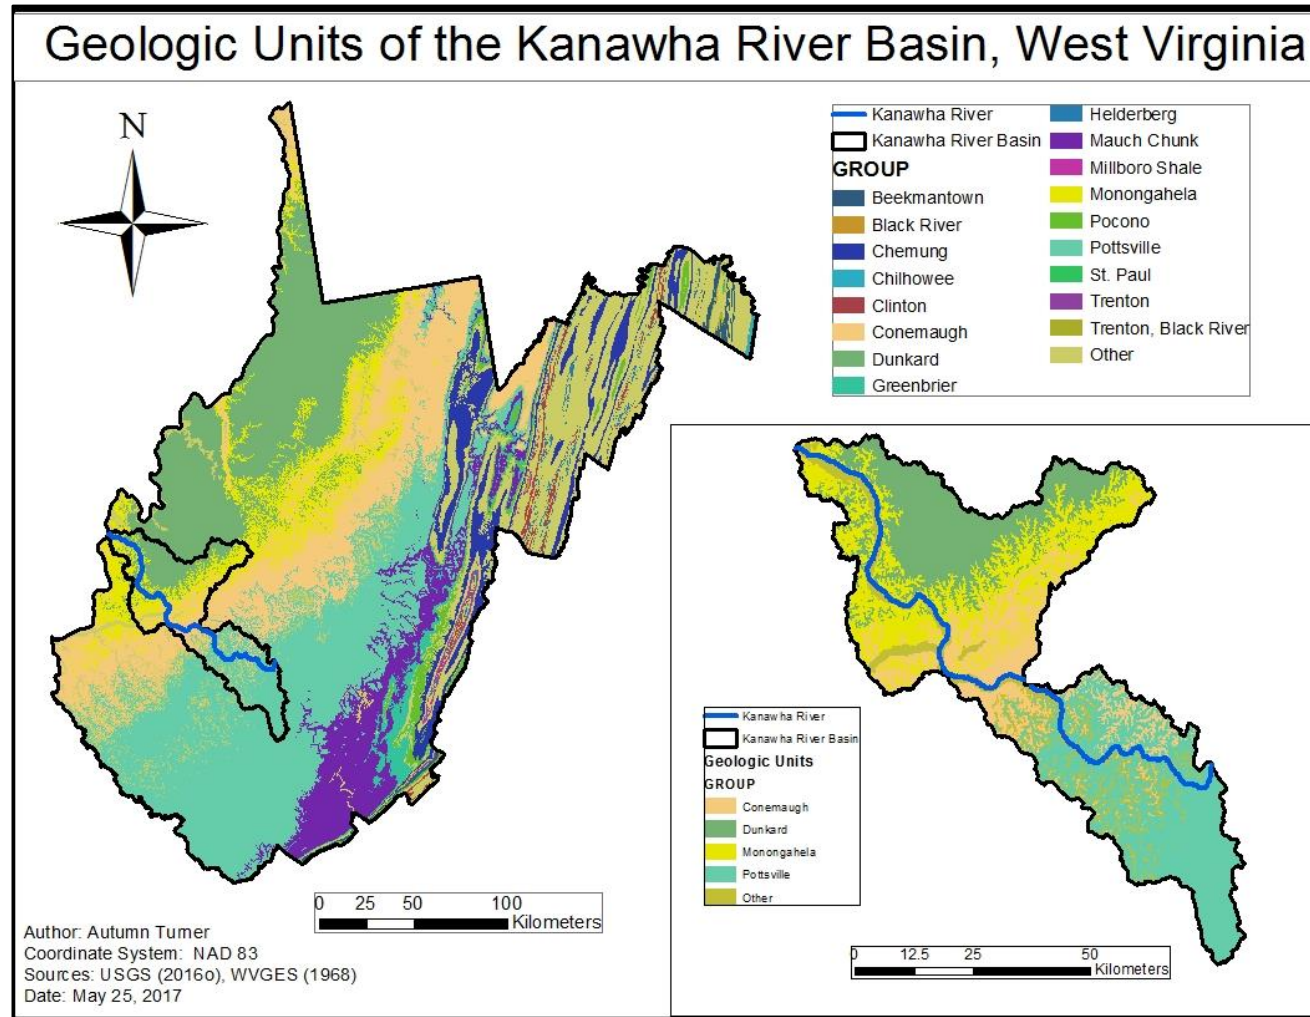 Geologic Units of the Kanawha River Basin, West Virginia
N
Kanawha River
Kanawha River Basin
GROUP
Beekmantown
Black River
Chemung
Chilhowee
Clinton
Conemaugh
Dunkard
Greenbrier
Helderberg
Mauch Chunk
Millboro Shale
Monongahela
Pocono
Pottsville
St. Paul
Trenton
Trenton, Black River
Other
0 25 50 100
Kilometers
Author: Autumn Turner
Coordinate System: NAD 83
Sources: USGS (2016o), WVGES (1968)
Date: May 25, 2017
Kanawha River
Kanawha River Basin
Geologic Units
GROUP
Conemaugh
Dunkard
Monongahela
Pottsville
Other
0 12.5 25 50
Kilometers